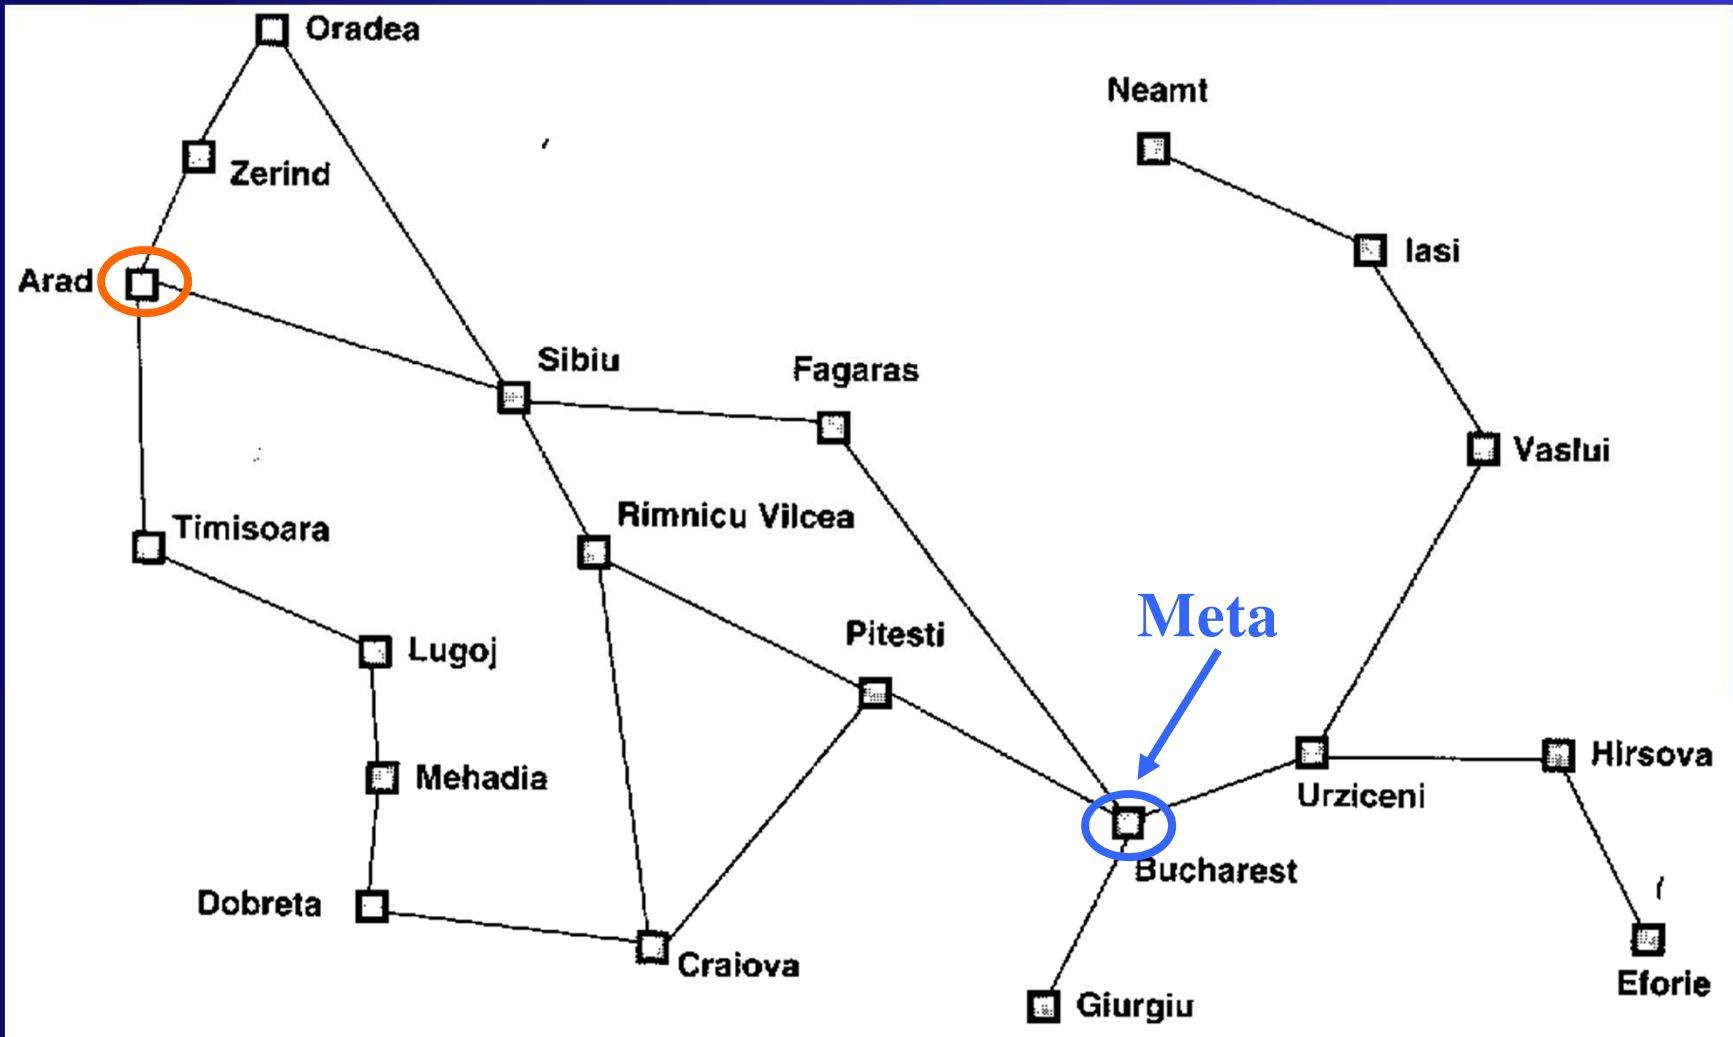 Oradea
Neamt
Zerind
Iasi
Arad
Sibiu
Fagaras
Vaslui
Timisoara
Rimnicu Vilcea
Meta
Pitesti
Lugoj
Hirsova
Mehadia
Urziceni
Bucharest
Dobreta
Craiova
Eforie
Giurgiu